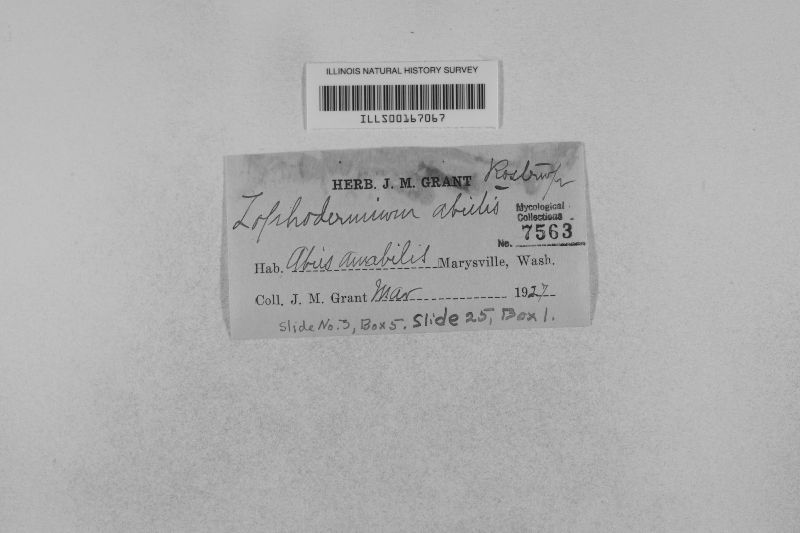 ILLINOIS NATURAL HISTORY SURVEY
ILLS00167067
HERB. J. M. GRANT Rostrup
Lophodermium abietis
Mycological
Collections
No. 7563
Hab. Abies amabilis Marysville, Wash.
Coll. J. M. Grant Mar 1927
Slide No. 3, Box 5. Slide 25, Box 1.